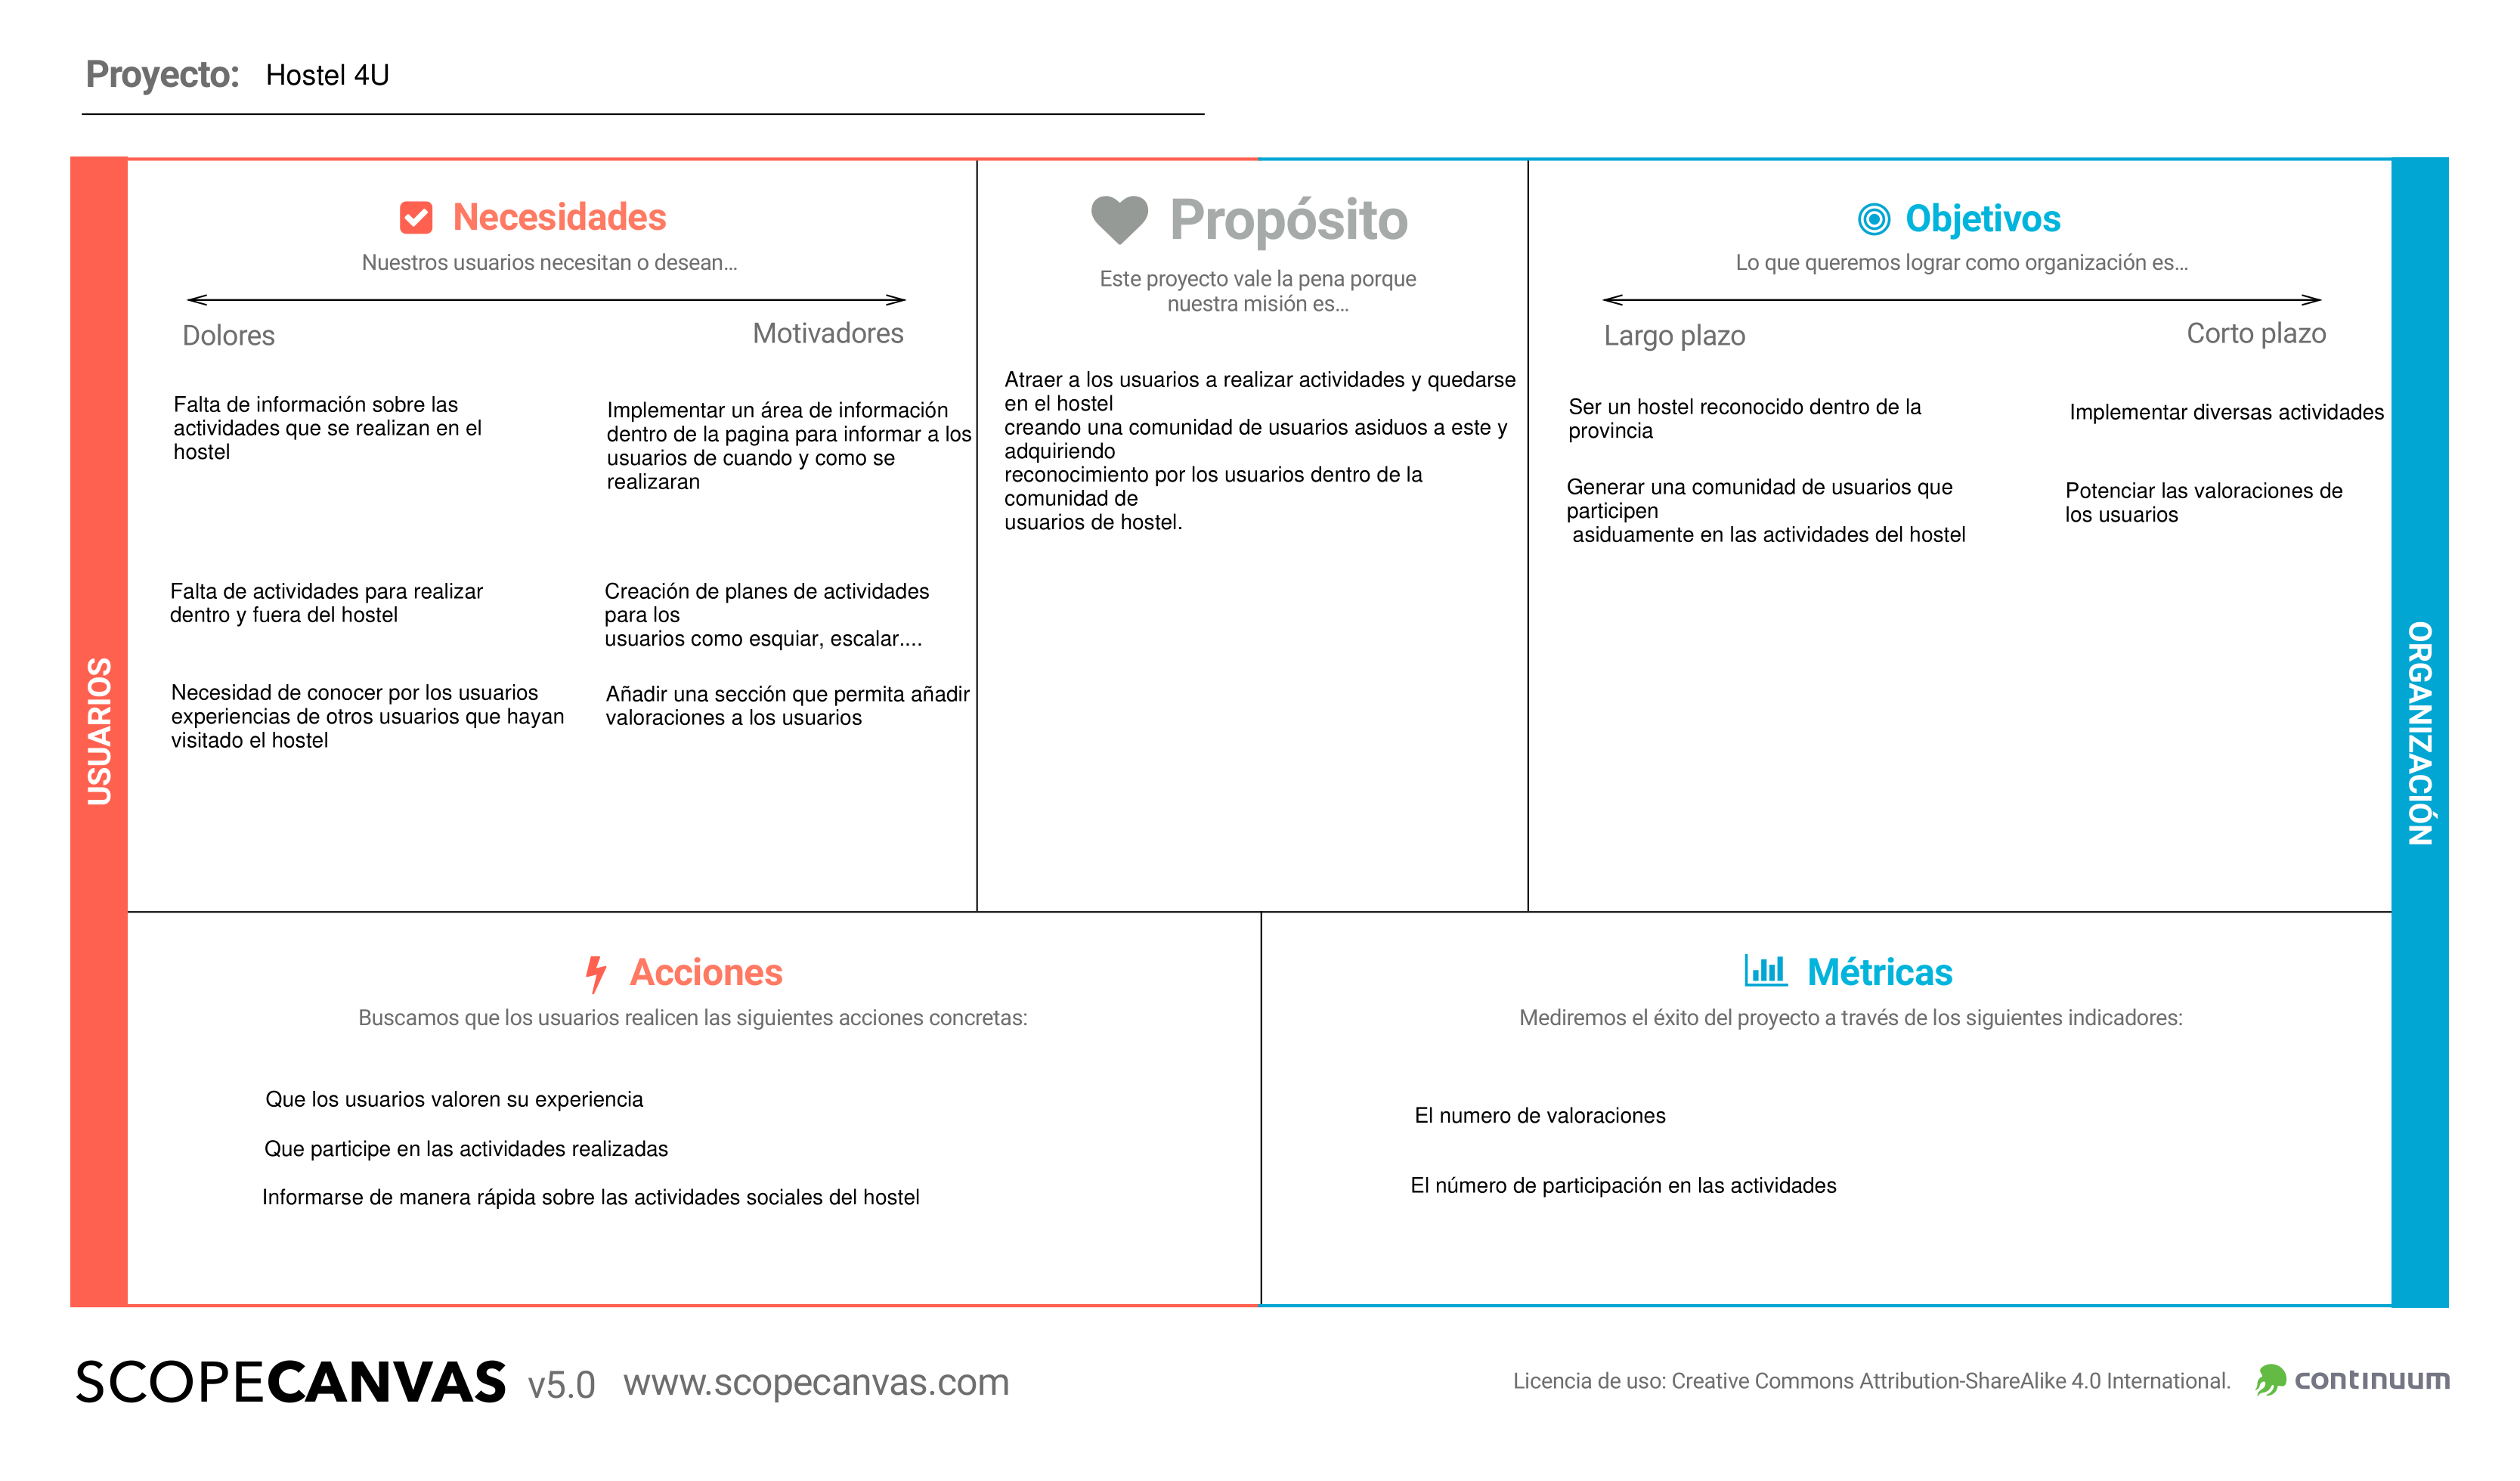 Proyecto: Hostel 4U
USUARIOS
Necesidades
Nuestros usuarios necesitan o desean...
Dolores
Motivadores
Falta de información sobre las
actividades que se realizan en el
hostel
Implementar un área de información
dentro de la pagina para informar a los
usuarios de cuando y como se
realizaran
Falta de actividades para realizar
dentro y fuera del hostel
Creación de planes de actividades
para los
usuarios como esquiar, escalar....
Necesidad de conocer por los usuarios
experiencias de otros usuarios que hayan
visitado el hostel
Añadir una sección que permita añadir
valoraciones a los usuarios
Propósito
Este proyecto vale la pena porque
nuestra misión es...
Atraer a los usuarios a realizar actividades y quedarse
en el hostel
creando una comunidad de usuarios asiduos a este y
adquiriendo
reconocimiento por los usuarios dentro de la
comunidad de
usuarios de hostel.
Objetivos
Lo que queremos lograr como organización es...
Largo plazo
Corto plazo
Ser un hostel reconocido dentro de la
provincia
Implementar diversas actividades
Generar una comunidad de usuarios que
participen
asiduamente en las actividades del hostel
Potenciar las valoraciones de
los usuarios
ORGANIZACIÓN
Acciones
Buscamos que los usuarios realicen las siguientes acciones concretas:
Que los usuarios valoren su experiencia
Que participe en las actividades realizadas
Informarse de manera rápida sobre las actividades sociales del hostel
Métricas
Mediremos el éxito del proyecto a través de los siguientes indicadores:
El numero de valoraciones
El número de participación en las actividades
SCOPECANVAS v5.0 www.scopecanvas.com
Licencia de uso: Creative Commons Attribution-ShareAlike 4.0 International.
continuum